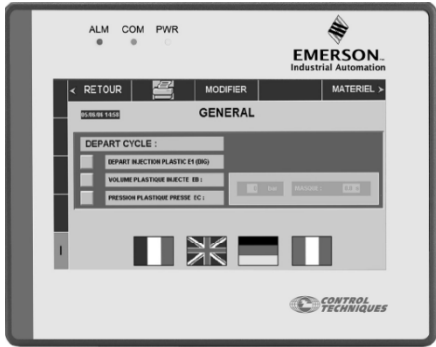 ALM COM PWR
EMERSON
Industrial Automation
< RETOUR MODIFIER MATERIEL >
GENERAL
DEPART CYCLE :
DEPART INJECTION PLASTIC E1 (DIG)
VOLUME PLASTIQUE INJECTE EB :
PRESSION PLASTIQUE PRESSE EC :
CONTROL
TECHNIQUES